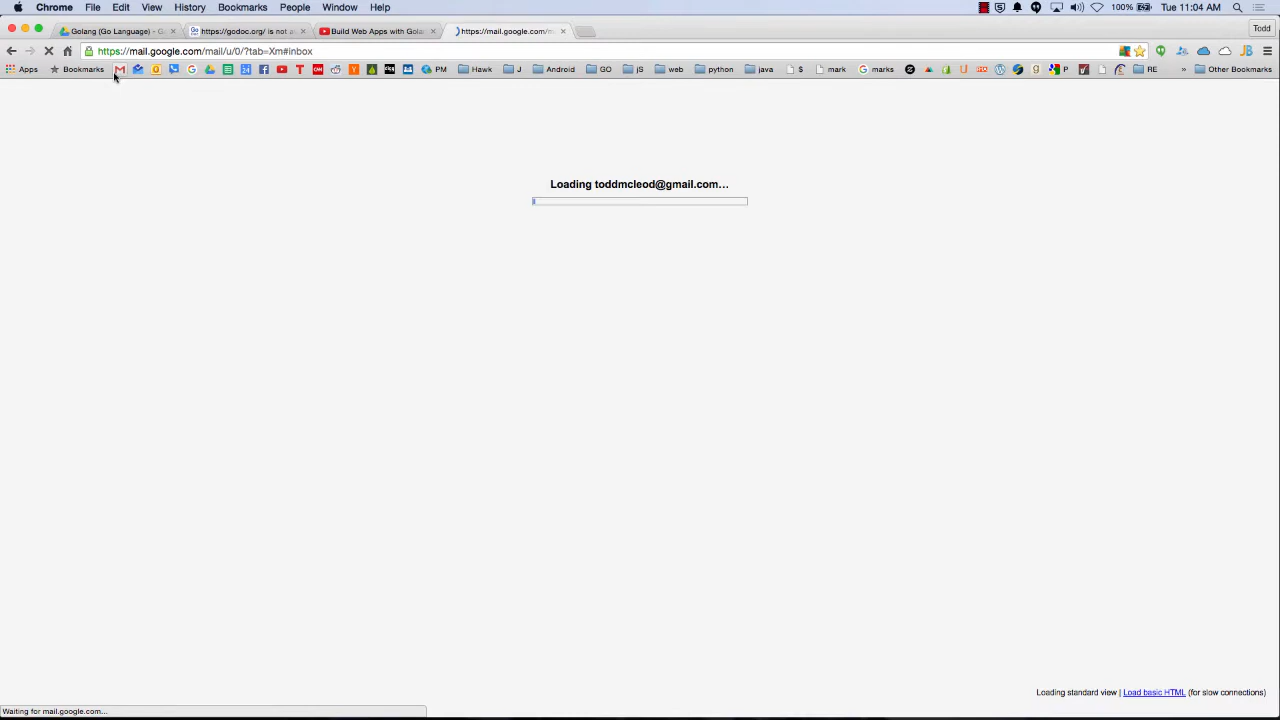 Chrome File Edit View History Bookmarks People Window Help 100% Tue 11:04 AM
Golang (Go Language) - G https://godoc.org/ is not a Build Web Apps with Golan https://mail.google.com/m Todd
https://mail.google.com/mail/u/0/?tab=Xm#inbox
Apps Bookmarks PM Hawk J Android GO jS web python java $ mark marks P RE » Other Bookmarks
Loading toddmcleod@gmail.com…
Loading standard view | Load basic HTML (for slow connections)
Waiting for mail.google.com...